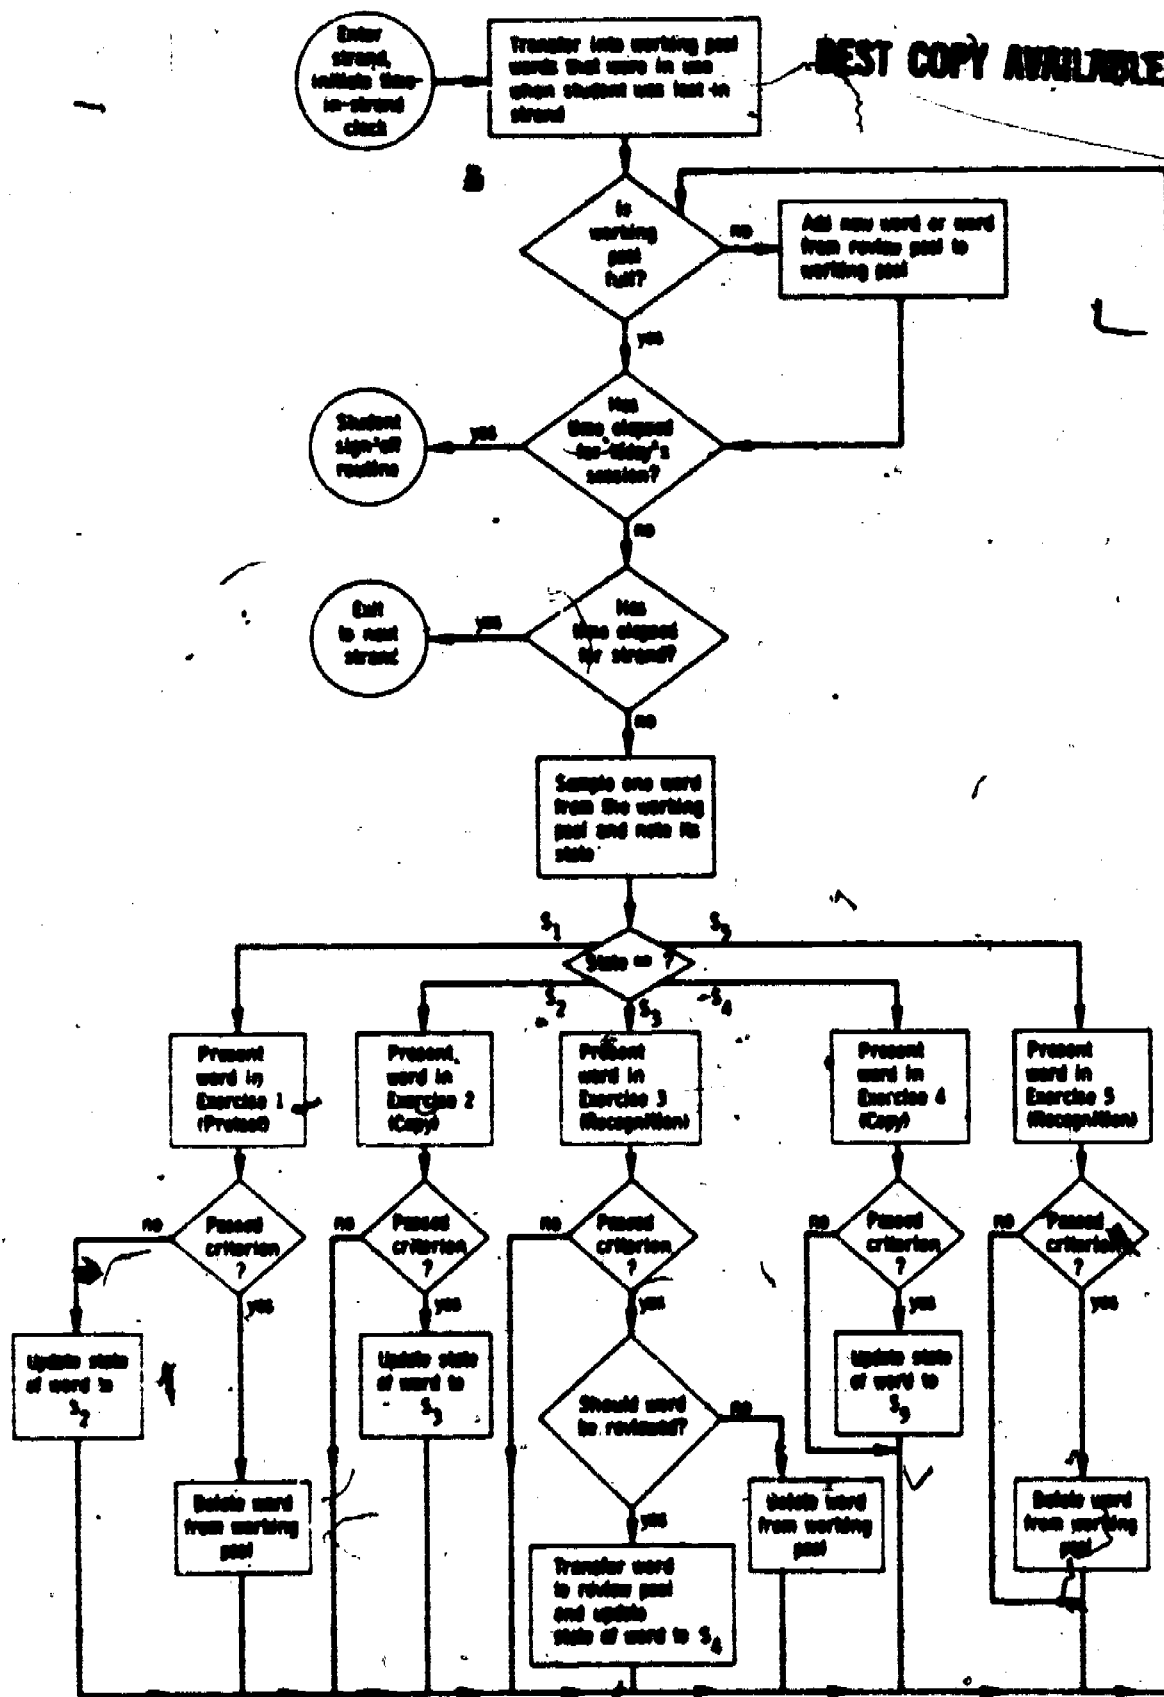 Enter
strand,
initiate time-
in-strand
clock
Transfer into working pool
words that were in use
when student was last in
strand
BEST COPY AVAILABLE
Is
working
pool
full?
no
Add new word or word
from review pool to
working pool
yes
Has
time elapsed
for today's
session?
yes
Student
sign-off
routine
no
Has
time elapsed
for strand?
yes
Exit
to next
strand
no
Sample one word
from the working
pool and note its
state
State = ?
S1
S5
S2
S3
S4
Present
word in
Exercise 1
(Pretest)
Present
word in
Exercise 2
(Copy)
Present
word in
Exercise 3
(Recognition)
Present
word in
Exercise 4
(Copy)
Present
word in
Exercise 5
(Recognition)
no
Passed
criterion
?
yes
no
Passed
criterion
?
yes
no
Passed
criterion
?
yes
no
Passed
criterion
?
yes
no
Passed
criterion
?
yes
Update state
of word to
S2
Update state
of word to
S3
Should word
be reviewed?
no
yes
Update state
of word to
S5
Delete word
from working
pool
Transfer word
to review pool
and update
state of word to S4
Delete word
from working
pool
Delete word
from working
pool